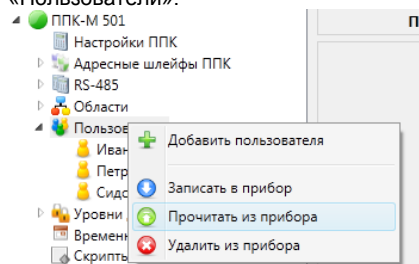 «Пользователи».
ППК-М 501
Настройки ППК
Адресные шлейфы ППК
RS-485
Области
Пользов
Добавить пользователя
Иван
Петр
Сидо
Записать в прибор
Уровни
Прочитать из прибора
Времен
Удалить из прибора
Скрипты
П